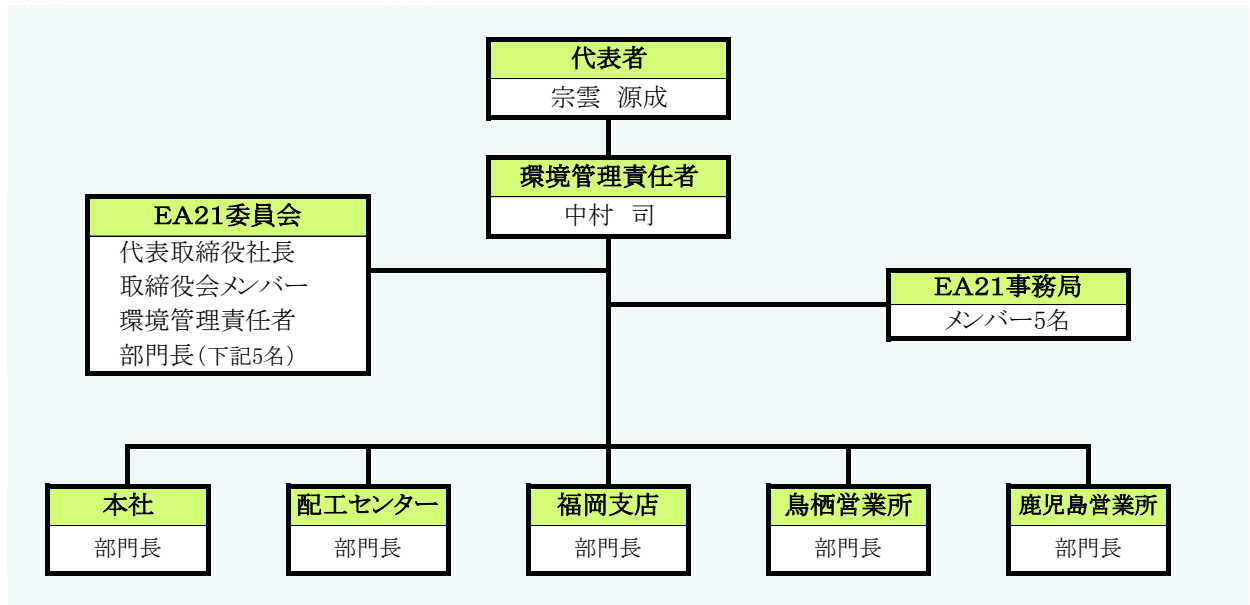 代表者
宗雲　源成
環境管理責任者
中村　司
EA21委員会
代表取締役社長
取締役会メンバー
環境管理責任者
部門長（下記5名）
EA21事務局
メンバー5名
本社
部門長
配工センター
部門長
福岡支店
部門長
鳥栖営業所
部門長
鹿児島営業所
部門長